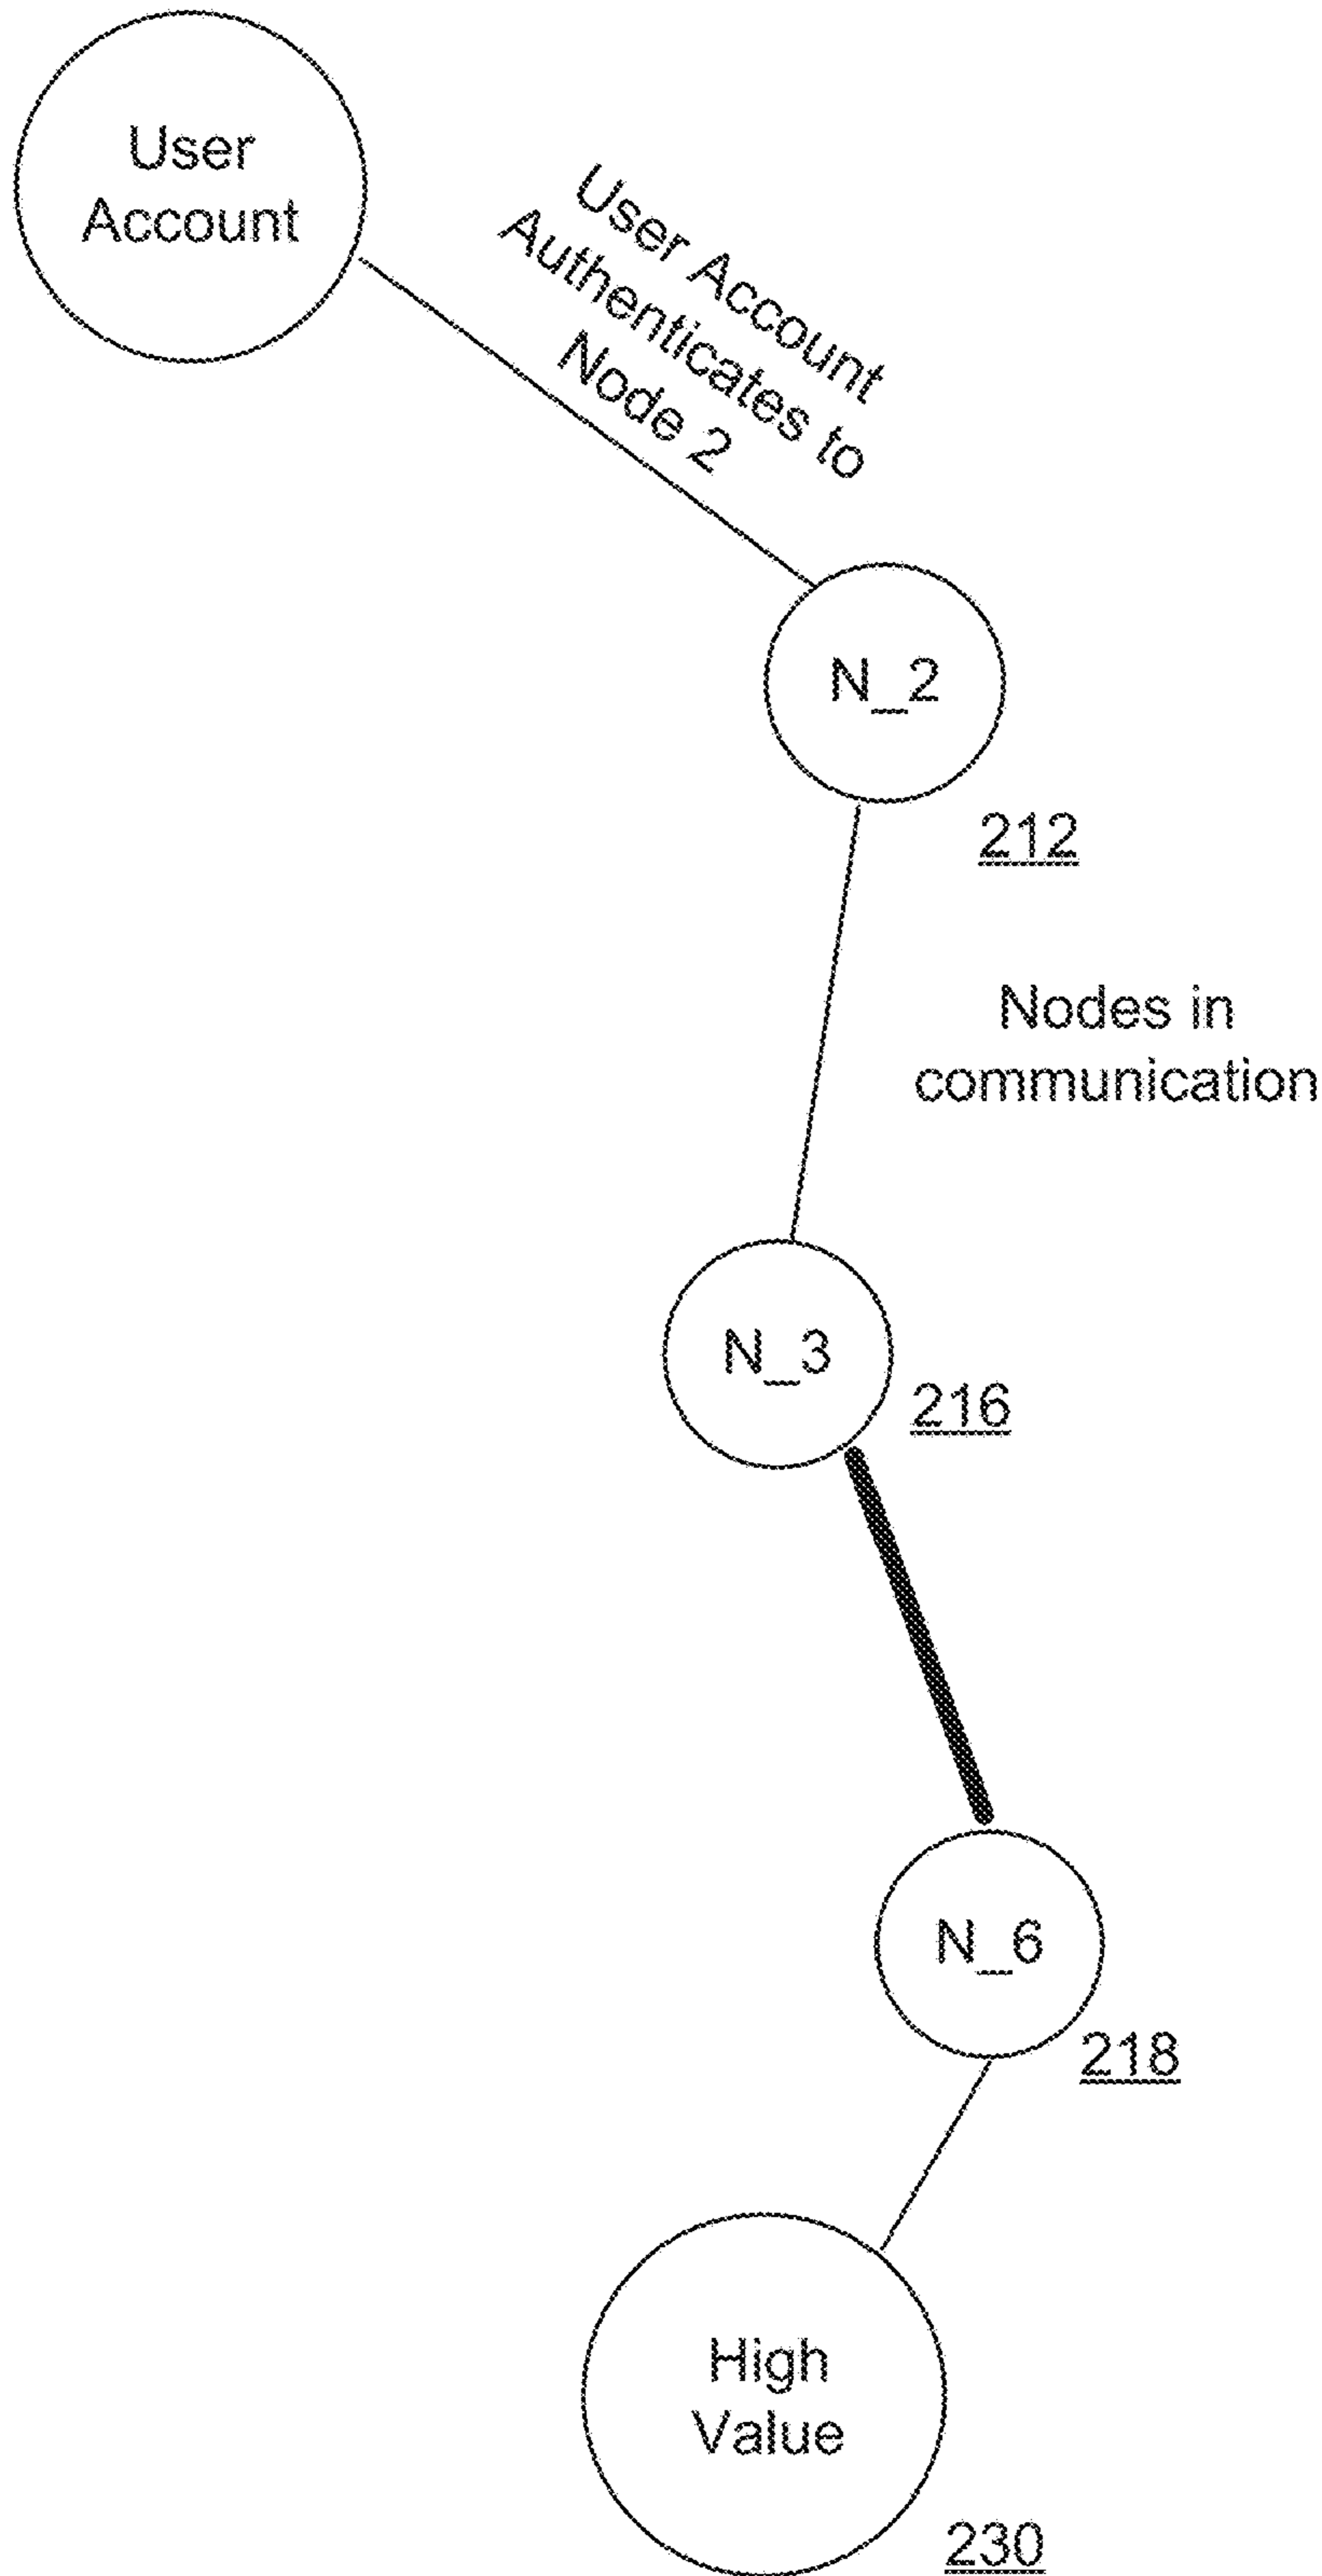 User
Account
User Account
Authenticates to
Node 2
N_2
212
Nodes in
communication
N_3
216
N_6
218
High
Value
230